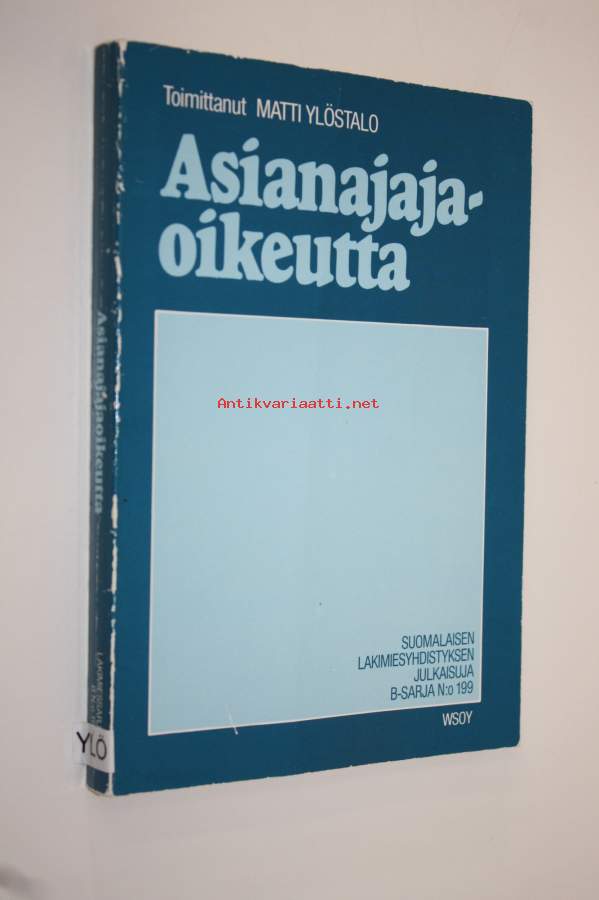 Toimittanut MATTI YLÖSTALO
Asianajaja-
oikeutta
Antikvariaatti.net
SUOMALAISEN
LAKIMIESYHDISTYKSEN
JULKAISUJA
B-SARJA N:o 199
WSOY
Asianajajaoikeutta
YLÖ